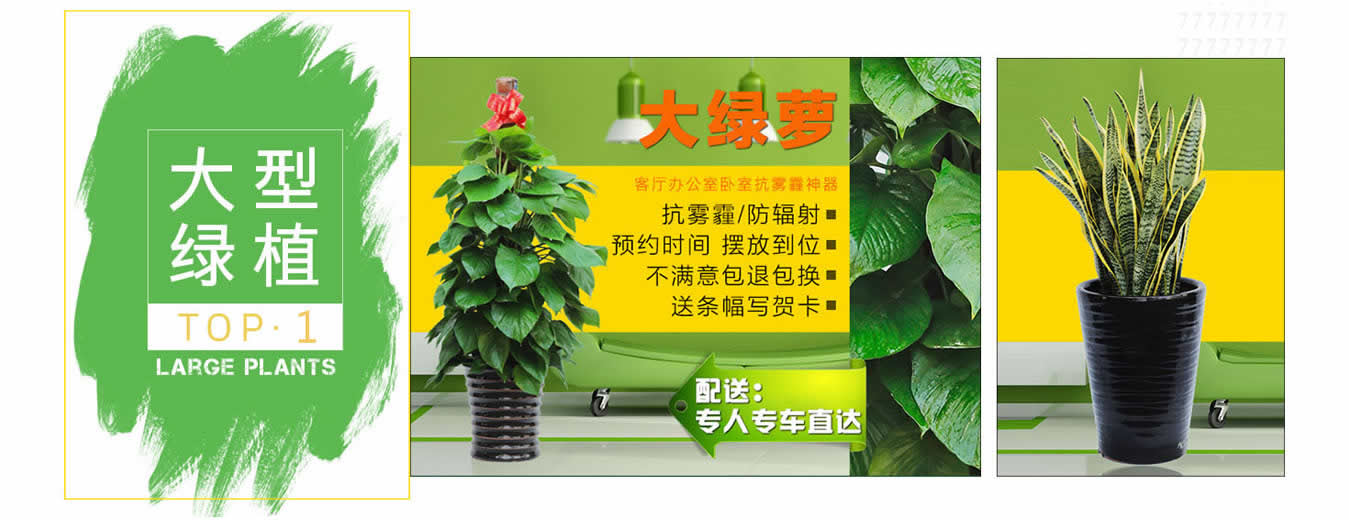 大型
绿植
TOP·1
LARGE PLANTS
大绿萝
客厅办公室卧室抗雾霾神器
抗雾霾/防辐射
预约时间 摆放到位
不满意包退包换
送条幅写贺卡
配送：
专人专车直达
77777777
77777777